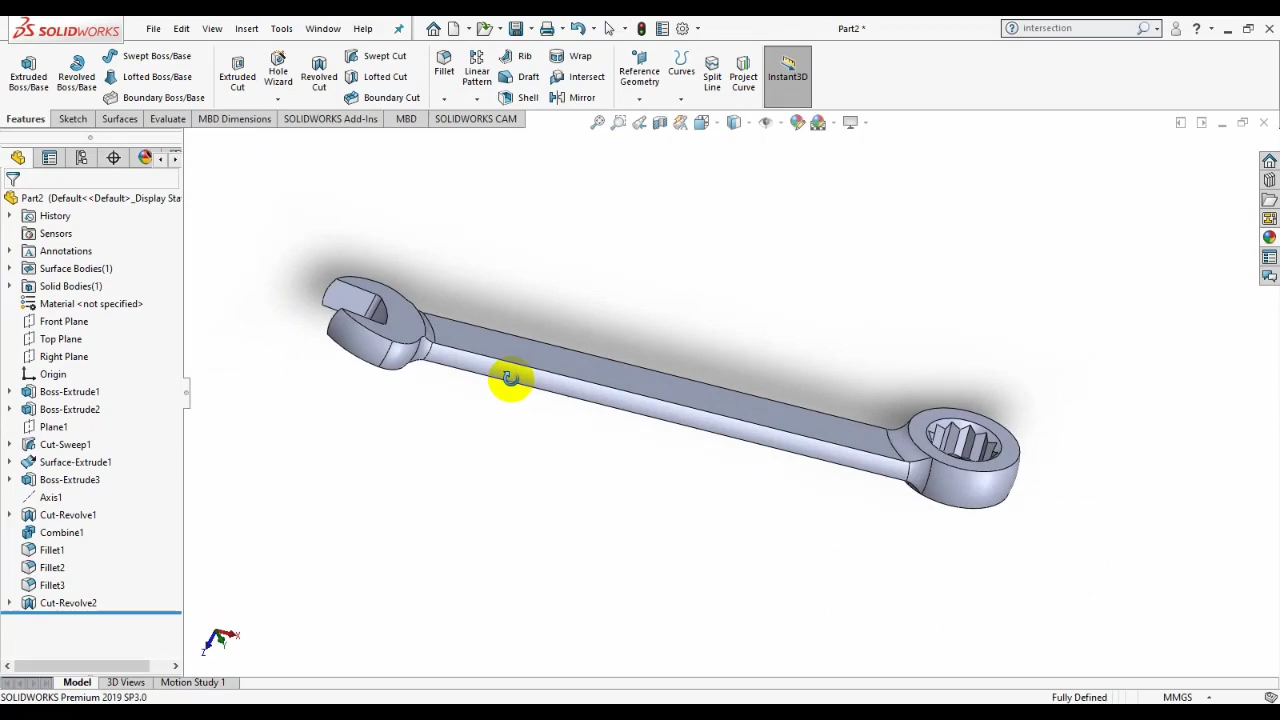 SOLIDWORKS File Edit View Insert Tools Window Help Part2 * intersection ?
Extruded Boss/Base
Revolved Boss/Base
Swept Boss/Base
Lofted Boss/Base
Boundary Boss/Base
Extruded Cut
Hole Wizard
Revolved Cut
Swept Cut
Lofted Cut
Boundary Cut
Fillet
Linear Pattern
Rib
Draft
Shell
Wrap
Intersect
Mirror
Reference Geometry
Curves
Split Line
Project Curve
Instant3D
Features Sketch Surfaces Evaluate MBD Dimensions SOLIDWORKS Add-Ins MBD SOLIDWORKS CAM
Part2 (Default<<Default>_Display Sta
History
Sensors
Annotations
Surface Bodies(1)
Solid Bodies(1)
Material <not specified>
Front Plane
Top Plane
Right Plane
Origin
Boss-Extrude1
Boss-Extrude2
Plane1
Cut-Sweep1
Surface-Extrude1
Boss-Extrude3
Axis1
Cut-Revolve1
Combine1
Fillet1
Fillet2
Fillet3
Cut-Revolve2
X
Y
Z
Model 3D Views Motion Study 1
SOLIDWORKS Premium 2019 SP3.0 Fully Defined MMGS